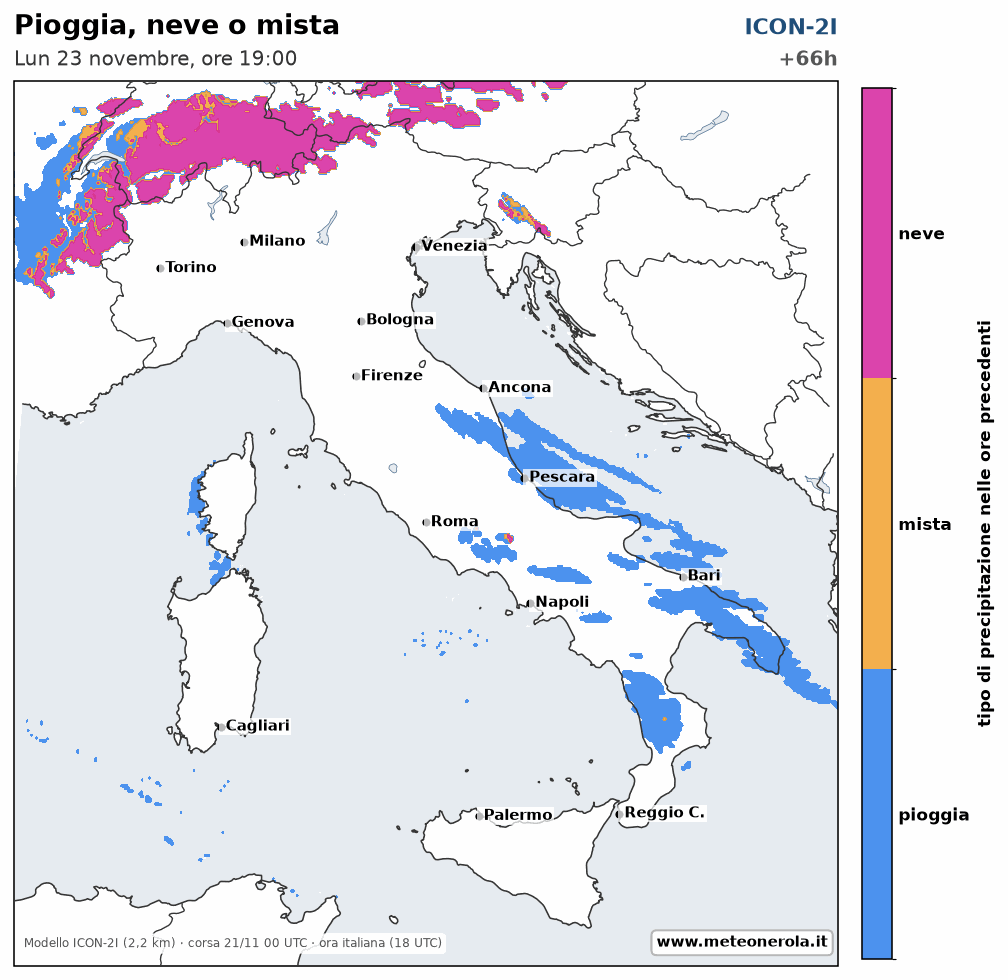 Pioggia, neve o mista
ICON-2I
Lun 23 novembre, ore 19:00
+66h
neve
mista
pioggia
tipo di precipitazione nelle ore precedenti
Milano
Venezia
Torino
Genova
Bologna
Firenze
Ancona
Pescara
Roma
Bari
Napoli
Cagliari
Palermo
Reggio C.
Modello ICON-2I (2,2 km) · corsa 21/11 00 UTC · ora italiana (18 UTC)
www.meteonerola.it